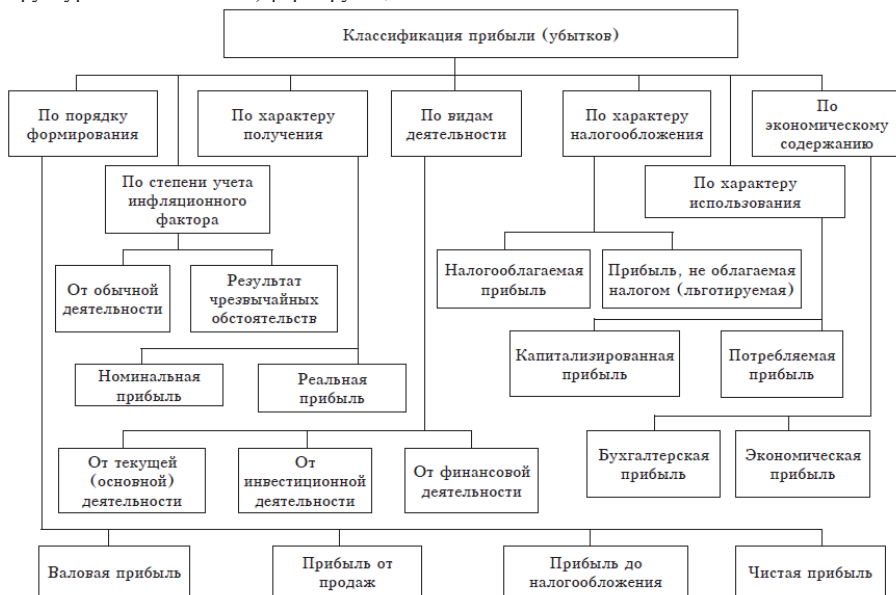 Классификация прибыли (убытков)
По порядку
формирования
По характеру
получения
По видам
деятельности
По характеру
налогообложения
По
экономическому
содержанию
По степени учета
инфляционного
фактора
По характеру
использования
От обычной
деятельности
Результат
чрезвычайных
обстоятельств
Налогооблагаемая
прибыль
Прибыль, не облагаемая
налогом (льготируемая)
Номинальная
прибыль
Реальная
прибыль
Капитализированная
прибыль
Потребляемая
прибыль
От текущей
(основной)
деятельности
От
инвестиционной
деятельности
От финансовой
деятельности
Бухгалтерская
прибыль
Экономическая
прибыль
Валовая прибыль
Прибыль от
продаж
Прибыль до
налогообложения
Чистая прибыль